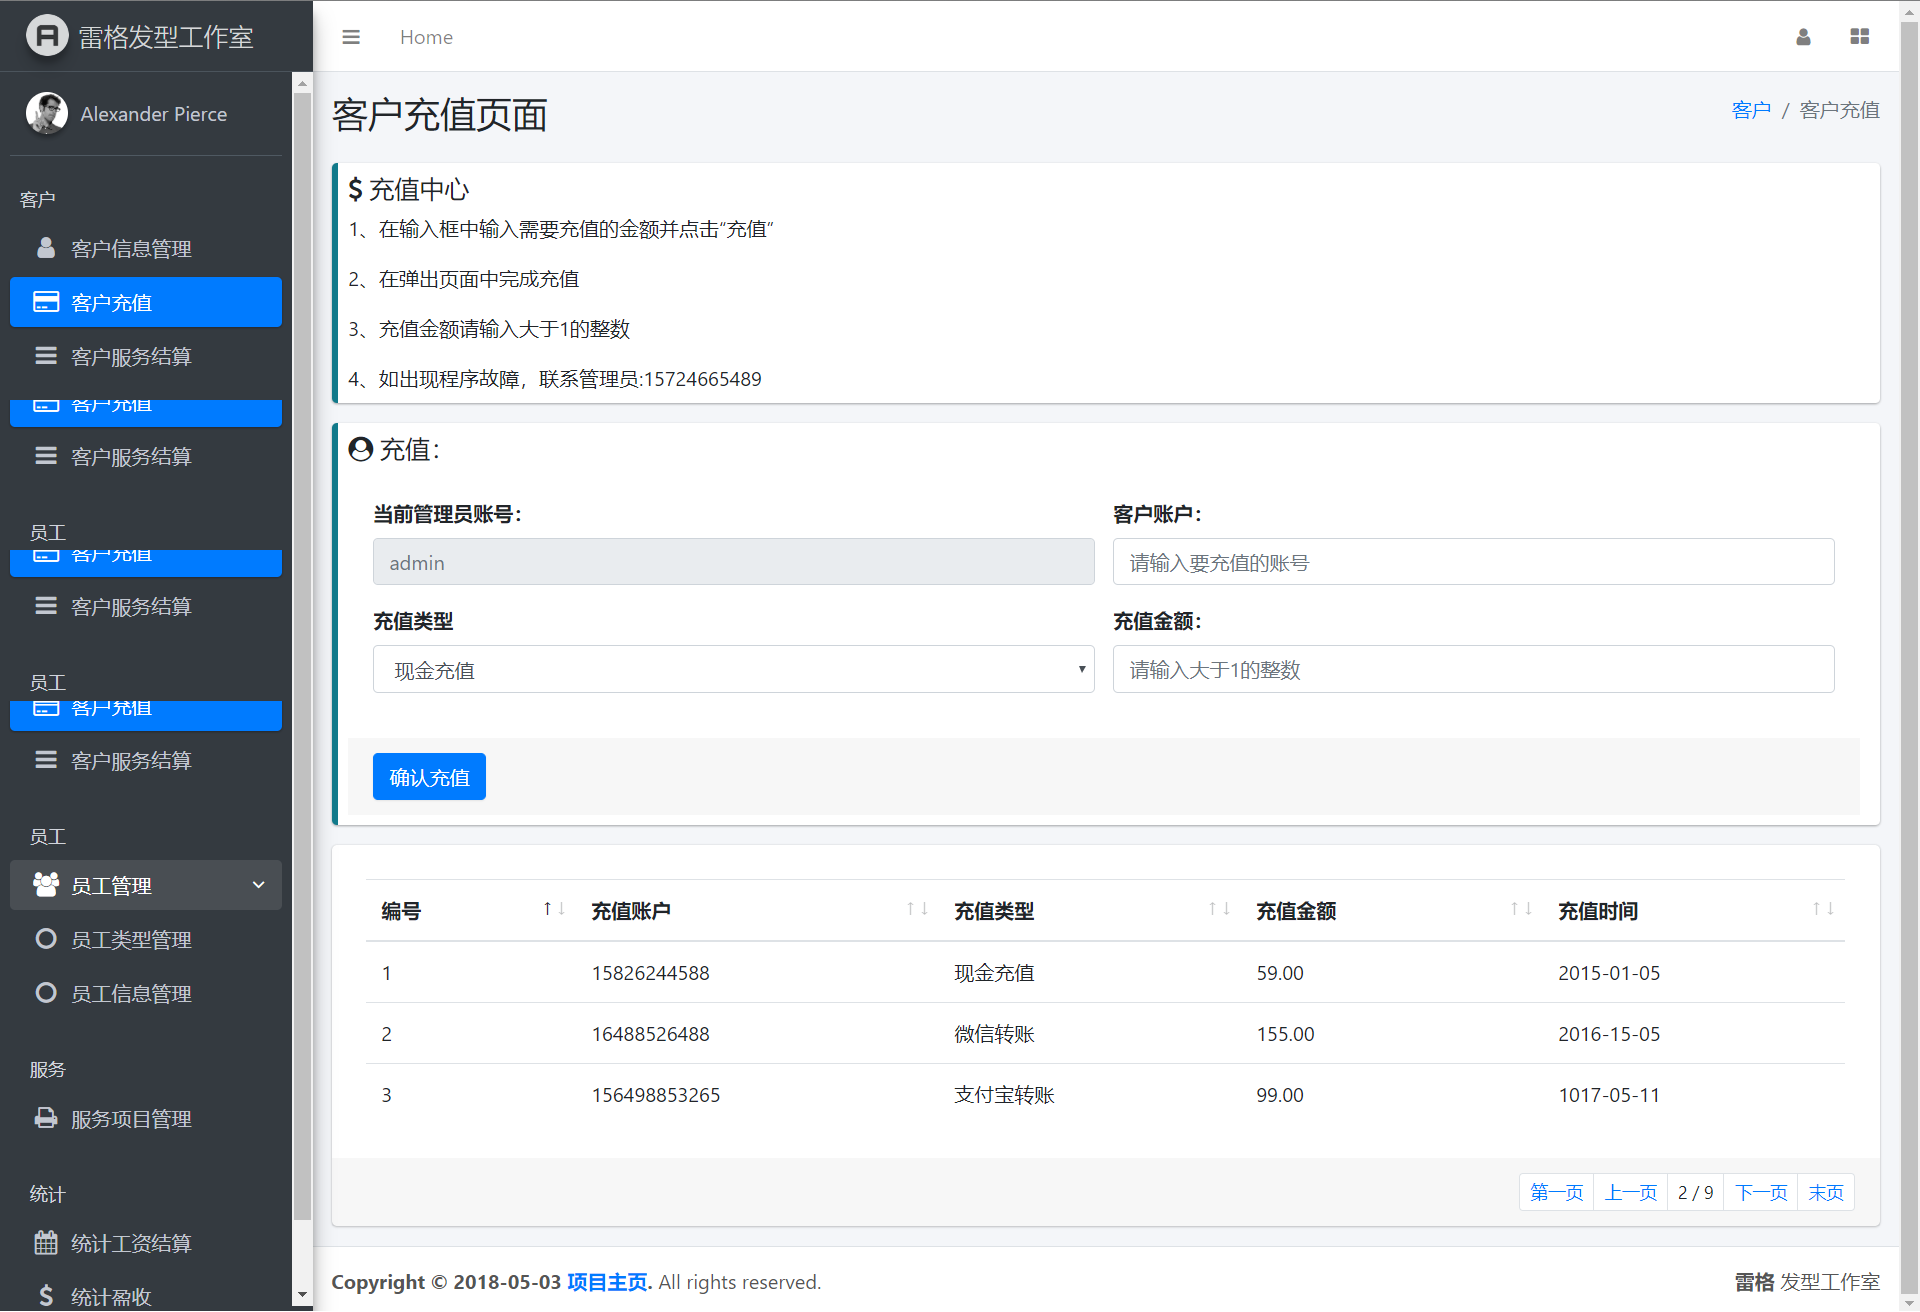 雷格发型工作室
Home
Alexander Pierce
客户
客户信息管理
客户充值
客户服务结算
客户充值
客户服务结算
员工
客户充值
客户服务结算
员工
客户充值
客户服务结算
员工
员工管理
员工类型管理
员工信息管理
服务
服务项目管理
统计
统计工资结算
统计盈收
客户充值页面
客户 / 客户充值
充值中心
1、在输入框中输入需要充值的金额并点击“充值”
2、在弹出页面中完成充值
3、充值金额请输入大于1的整数
4、如出现程序故障，联系管理员:15724665489
充值：
当前管理员账号： 客户账户：
admin 请输入要充值的账号
充值类型 充值金额：
现金充值 请输入大于1的整数
确认充值
编号 充值账户 充值类型 充值金额 充值时间
1 15826244588 现金充值 59.00 2015-01-05
2 16488526488 微信转账 155.00 2016-15-05
3 156498853265 支付宝转账 99.00 1017-05-11
第一页 上一页 2 / 9 下一页 末页
Copyright © 2018-05-03 项目主页. All rights reserved. 雷格 发型工作室